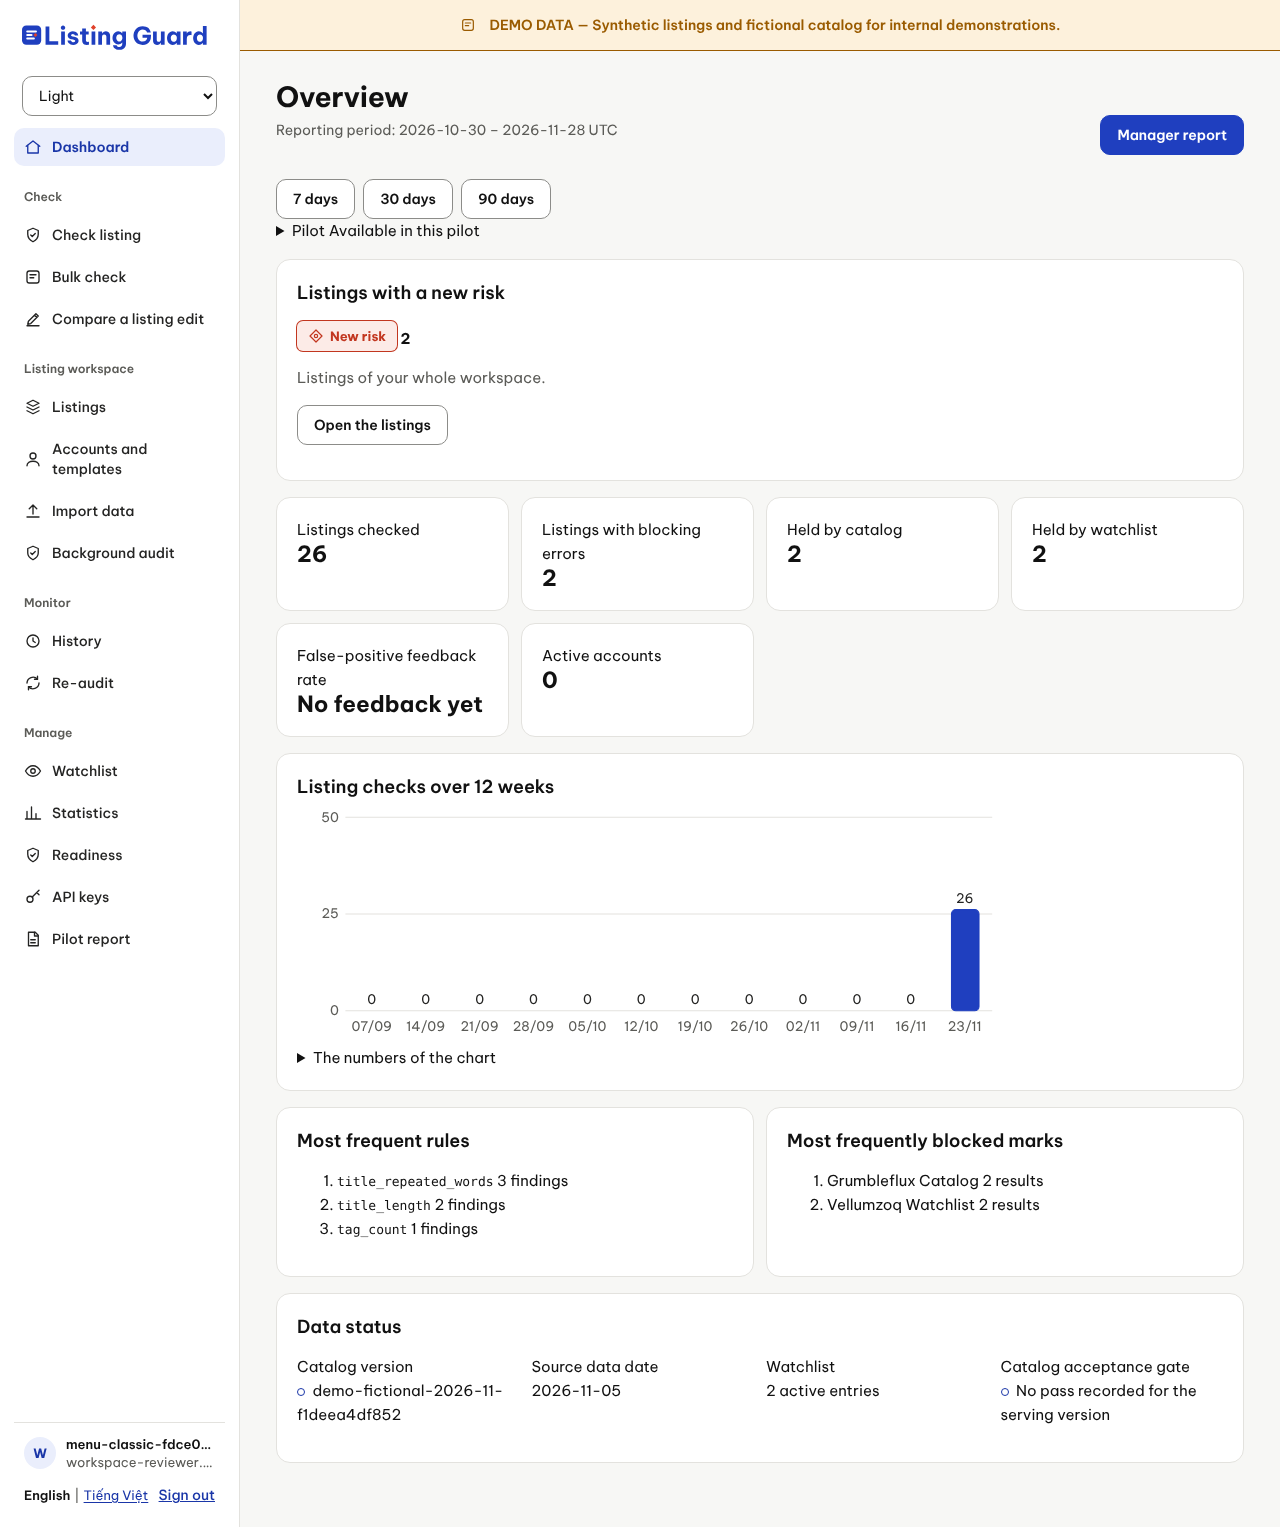 Listing Guard
Light
Dashboard
Check
Check listing
Bulk check
Compare a listing edit
Listing workspace
Listings
Accounts and
templates
Import data
Background audit
Monitor
History
Re-audit
Manage
Watchlist
Statistics
Readiness
API keys
Pilot report
W
menu-classic-fdce0...
workspace-reviewer....
English | Tiếng Việt Sign out
DEMO DATA — Synthetic listings and fictional catalog for internal demonstrations.
Overview
Reporting period: 2026-10-30 – 2026-11-28 UTC
Manager report
7 days 30 days 90 days
Pilot Available in this pilot
Listings with a new risk
New risk 2
Listings of your whole workspace.
Open the listings
Listings checked
26
Listings with blocking
errors
2
Held by catalog
2
Held by watchlist
2
False-positive feedback
rate
No feedback yet
Active accounts
0
Listing checks over 12 weeks
50
25
0
0 0 0 0 0 0 0 0 0 0 0 26
07/09 14/09 21/09 28/09 05/10 12/10 19/10 26/10 02/11 09/11 16/11 23/11
The numbers of the chart
Most frequent rules
1. title_repeated_words 3 findings
2. title_length 2 findings
3. tag_count 1 findings
Most frequently blocked marks
1. Grumbleflux Catalog 2 results
2. Vellumzoq Watchlist 2 results
Data status
Catalog version
demo-fictional-2026-11-
f1deea4df852
Source data date
2026-11-05
Watchlist
2 active entries
Catalog acceptance gate
No pass recorded for the
serving version